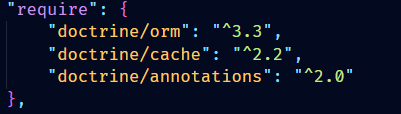 "require": {
"doctrine/orm": "^3.3",
"doctrine/cache": "^2.2",
"doctrine/annotations": "^2.0"
},